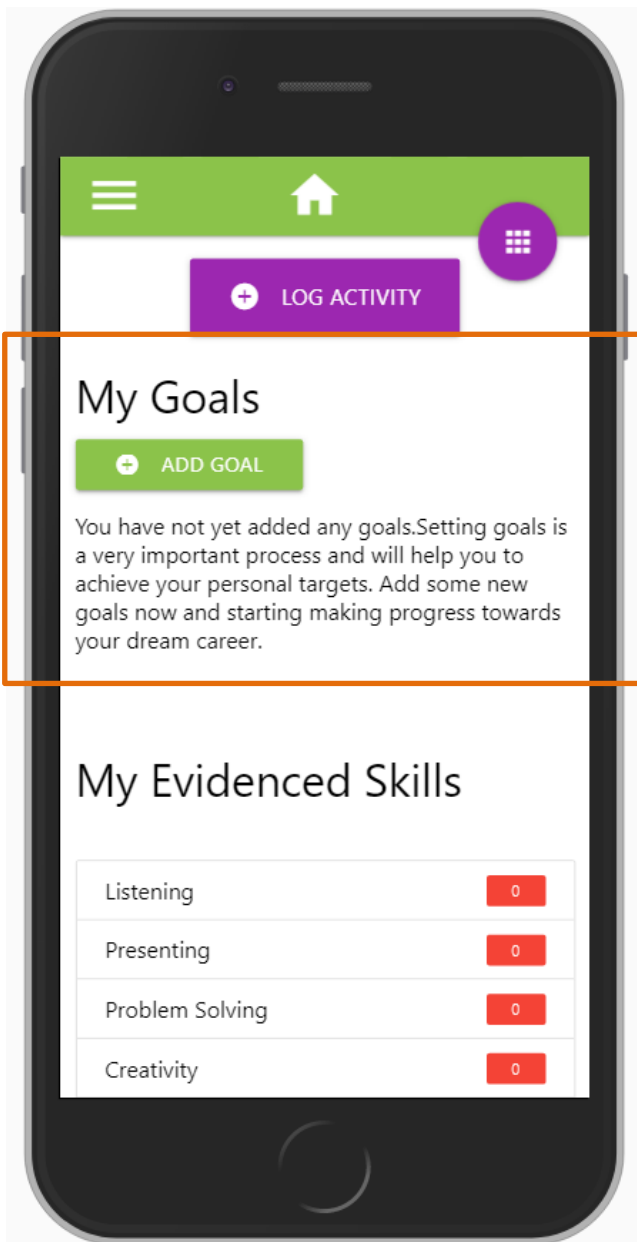 LOG ACTIVITY
My Goals
ADD GOAL
You have not yet added any goals.Setting goals is
a very important process and will help you to
achieve your personal targets. Add some new
goals now and starting making progress towards
your dream career.
My Evidenced Skills
Listening 0
Presenting 0
Problem Solving 0
Creativity 0